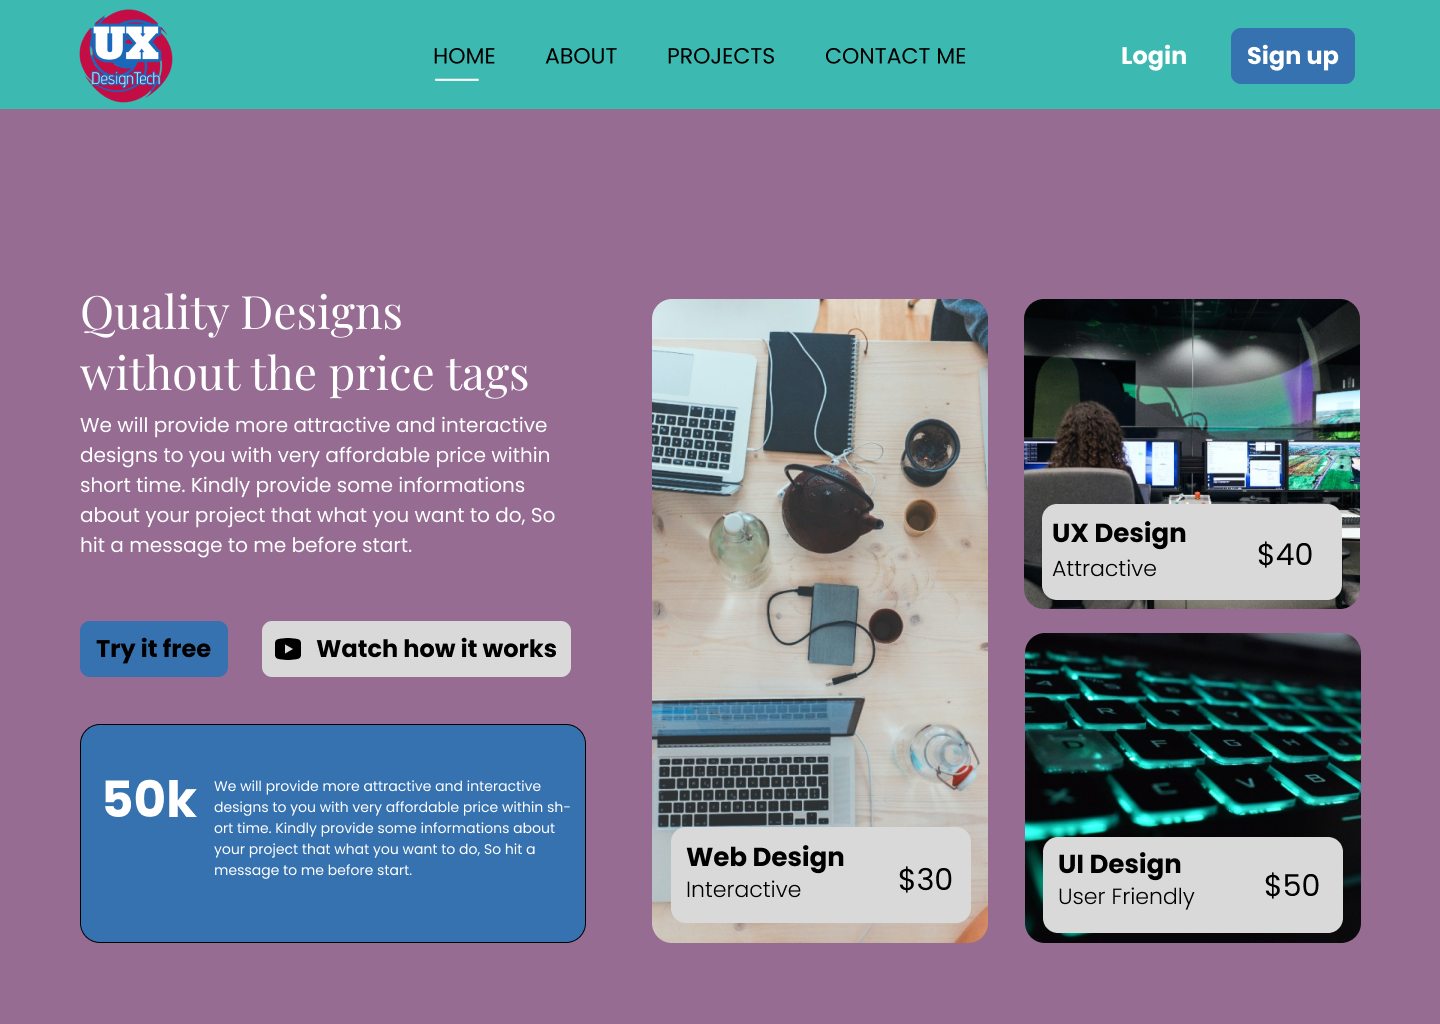 UX
DesignTech
HOME
ABOUT
PROJECTS
CONTACT ME
Login
Sign up
Quality Designs
without the price tags
We will provide more attractive and interactive
designs to you with very affordable price within
short time. Kindly provide some informations
about your project that what you want to do, So
hit a message to me before start.
Try it free
Watch how it works
50k
We will provide more attractive and interactive
designs to you with very affordable price within sh-
ort time. Kindly provide some informations about
your project that what you want to do, So hit a
message to me before start.
Web Design
Interactive
$30
UX Design
Attractive
$40
E R T Y
D F G H J
X C V B
UI Design
User Friendly
$50